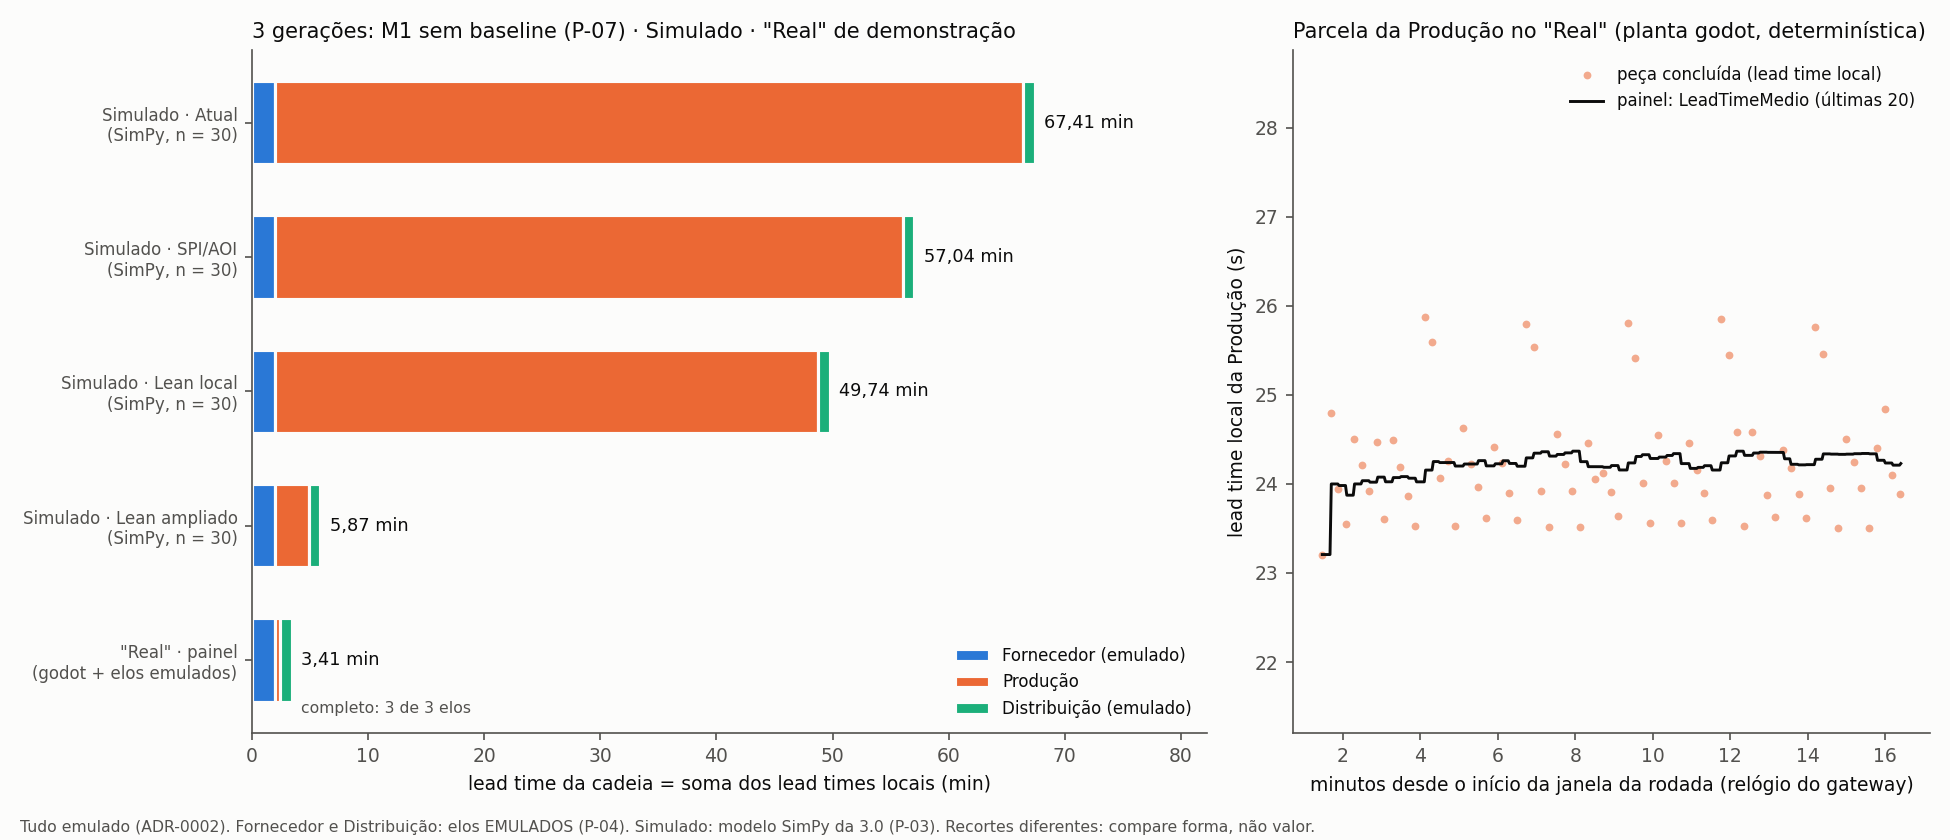 3 gerações: M1 sem baseline (P-07) · Simulado · "Real" de demonstração
Simulado · Atual
(SimPy, n = 30)
67,41 min
Simulado · SPI/AOI
(SimPy, n = 30)
57,04 min
Simulado · Lean local
(SimPy, n = 30)
49,74 min
Simulado · Lean ampliado
(SimPy, n = 30)
5,87 min
"Real" · painel
(godot + elos emulados)
3,41 min
completo: 3 de 3 elos
Fornecedor (emulado)
Produção
Distribuição (emulado)
0 10 20 30 40 50 60 70 80
lead time da cadeia = soma dos lead times locais (min)
Parcela da Produção no "Real" (planta godot, determinística)
peça concluída (lead time local)
painel: LeadTimeMedio (últimas 20)
lead time local da Produção (s)
28
27
26
25
24
23
22
2 4 6 8 10 12 14 16
minutos desde o início da janela da rodada (relógio do gateway)
Tudo emulado (ADR-0002). Fornecedor e Distribuição: elos EMULADOS (P-04). Simulado: modelo SimPy da 3.0 (P-03). Recortes diferentes: compare forma, não valor.